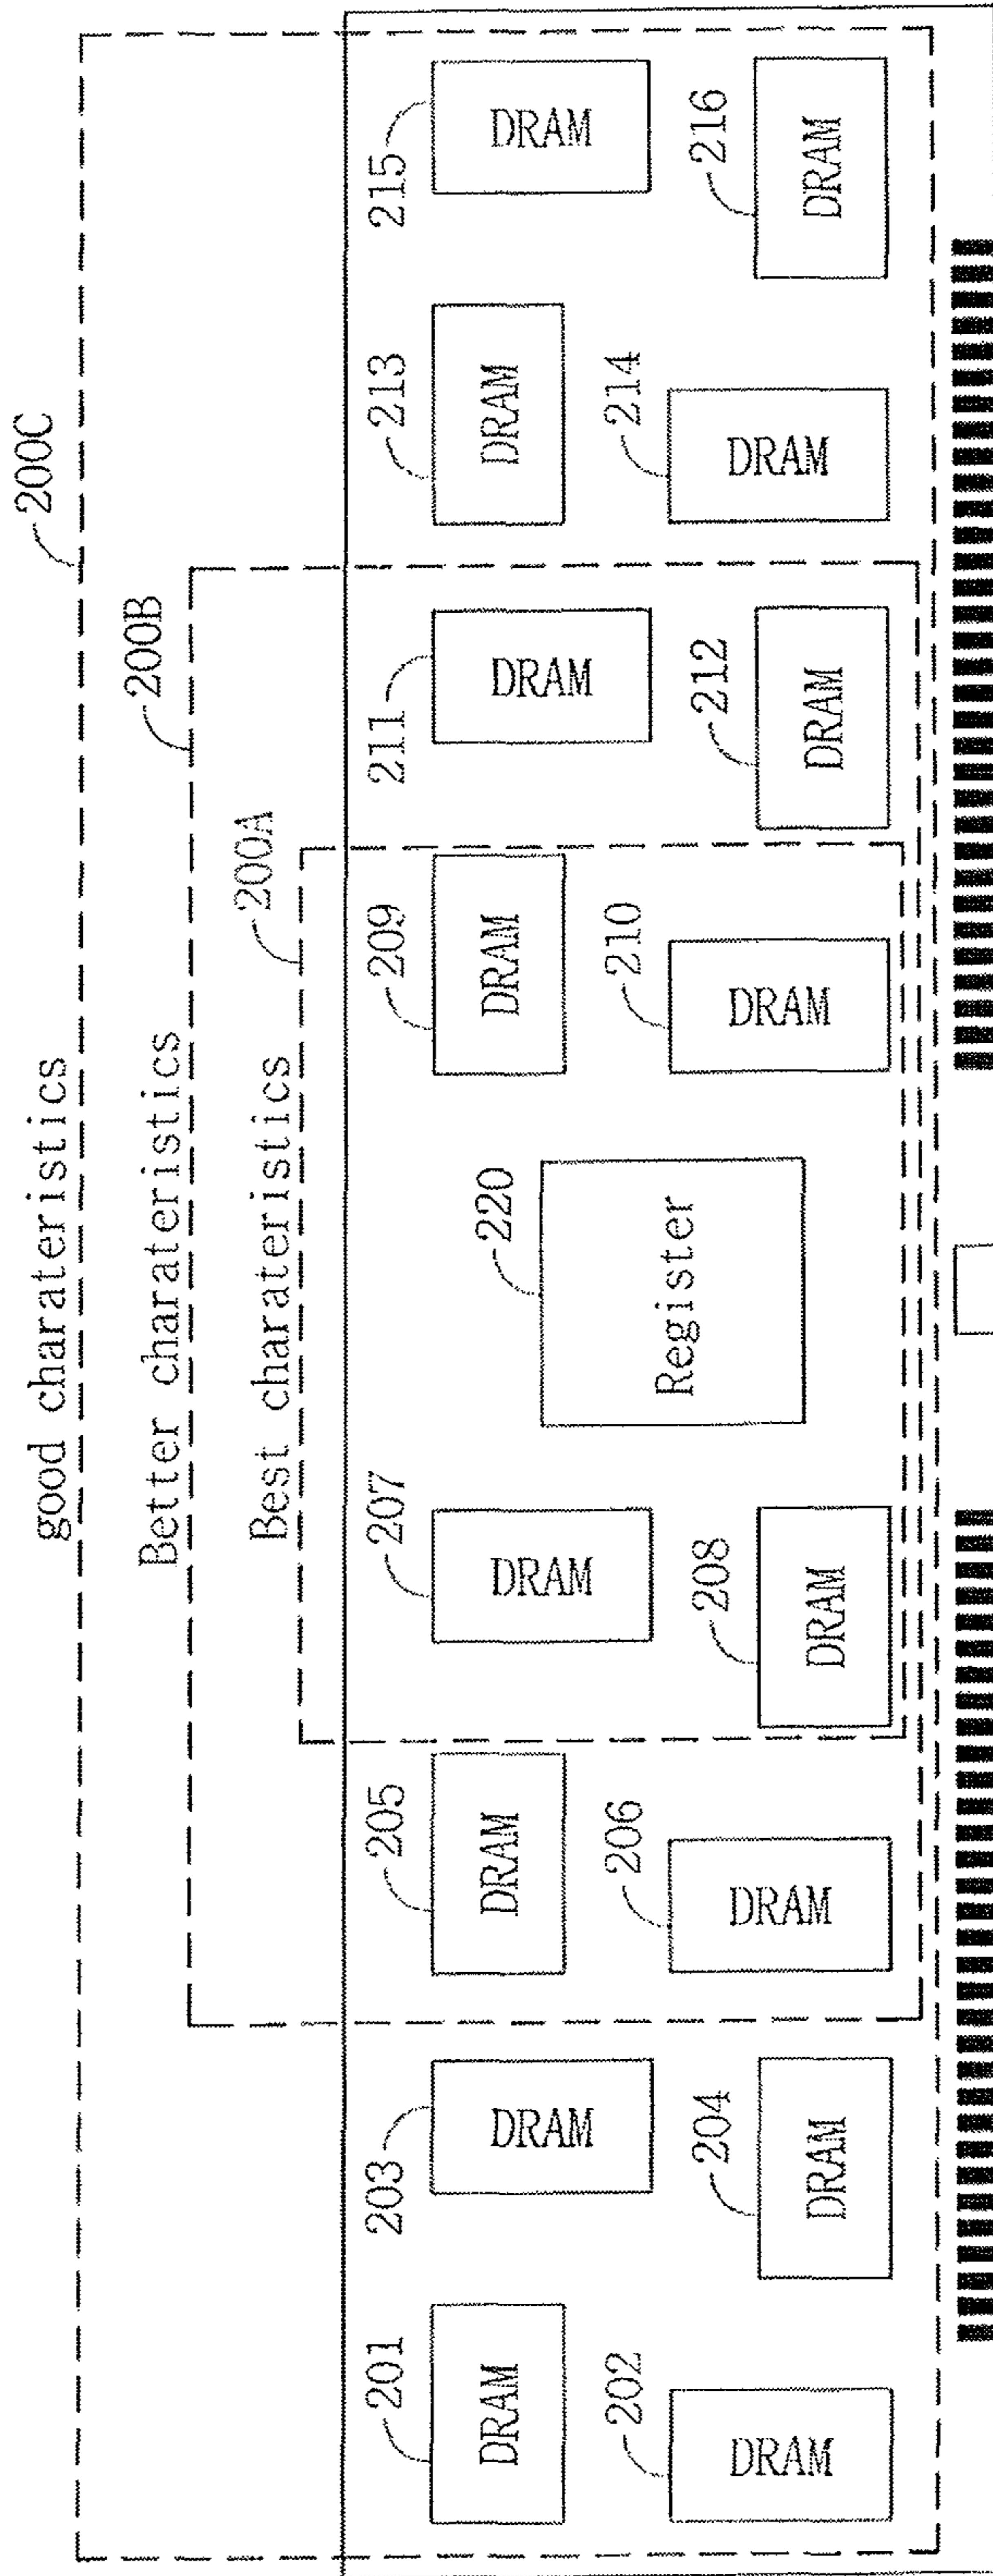 200C
good charateristics
200B
Better charateristics
200A
Best charateristics
201
DRAM
203
DRAM
205
DRAM
207
DRAM
209
DRAM
211
DRAM
213
DRAM
215
DRAM
220
Register
202
DRAM
204
DRAM
206
DRAM
208
DRAM
210
DRAM
212
DRAM
214
DRAM
216
DRAM